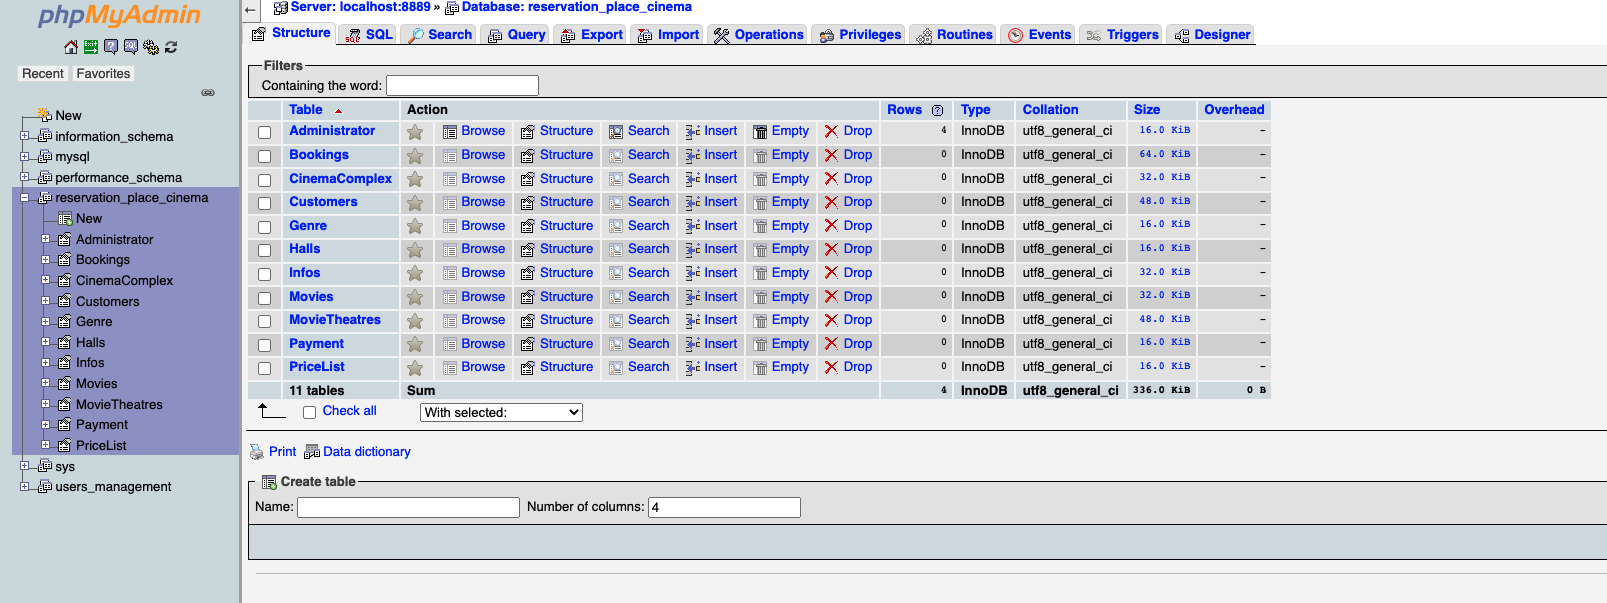 phpMyAdmin
Recent Favorites
New
information_schema
mysql
performance_schema
reservation_place_cinema
New
Administrator
Bookings
CinemaComplex
Customers
Genre
Halls
Infos
Movies
MovieTheatres
Payment
PriceList
sys
users_management
Server: localhost:8889 » Database: reservation_place_cinema
Structure SQL Search Query Export Import Operations Privileges Routines Events Triggers Designer
Filters
Containing the word:
Table Action Rows Type Collation Size Overhead
Administrator Browse Structure Search Insert Empty Drop 4 InnoDB utf8_general_ci 16.0 KiB –
Bookings Browse Structure Search Insert Empty Drop 0 InnoDB utf8_general_ci 64.0 KiB –
CinemaComplex Browse Structure Search Insert Empty Drop 0 InnoDB utf8_general_ci 32.0 KiB –
Customers Browse Structure Search Insert Empty Drop 0 InnoDB utf8_general_ci 48.0 KiB –
Genre Browse Structure Search Insert Empty Drop 0 InnoDB utf8_general_ci 16.0 KiB –
Halls Browse Structure Search Insert Empty Drop 0 InnoDB utf8_general_ci 16.0 KiB –
Infos Browse Structure Search Insert Empty Drop 0 InnoDB utf8_general_ci 32.0 KiB –
Movies Browse Structure Search Insert Empty Drop 0 InnoDB utf8_general_ci 32.0 KiB –
MovieTheatres Browse Structure Search Insert Empty Drop 0 InnoDB utf8_general_ci 48.0 KiB –
Payment Browse Structure Search Insert Empty Drop 0 InnoDB utf8_general_ci 16.0 KiB –
PriceList Browse Structure Search Insert Empty Drop 0 InnoDB utf8_general_ci 16.0 KiB –
11 tables Sum 4 InnoDB utf8_general_ci 336.0 KiB 0 B
Check all With selected:
Print Data dictionary
Create table
Name: Number of columns: 4